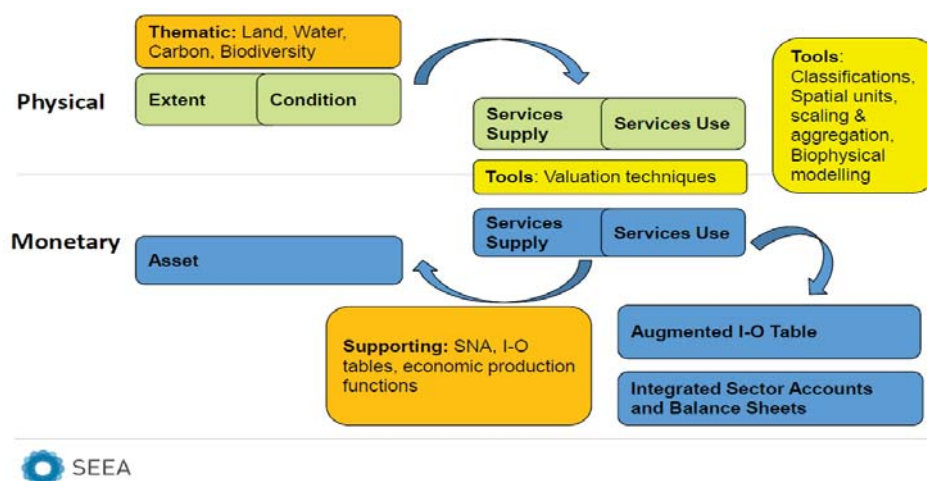 Thematic: Land, Water,
Carbon, Biodiversity
Physical
Extent
Condition
Services
Supply
Services Use
Tools:
Classifications,
Spatial units,
scaling &
aggregation,
Biophysical
modelling
Tools: Valuation techniques
Monetary
Asset
Services
Supply
Services Use
Supporting: SNA, I-O
tables, economic production
functions
Augmented I-O Table
Integrated Sector Accounts
and Balance Sheets
SEEA